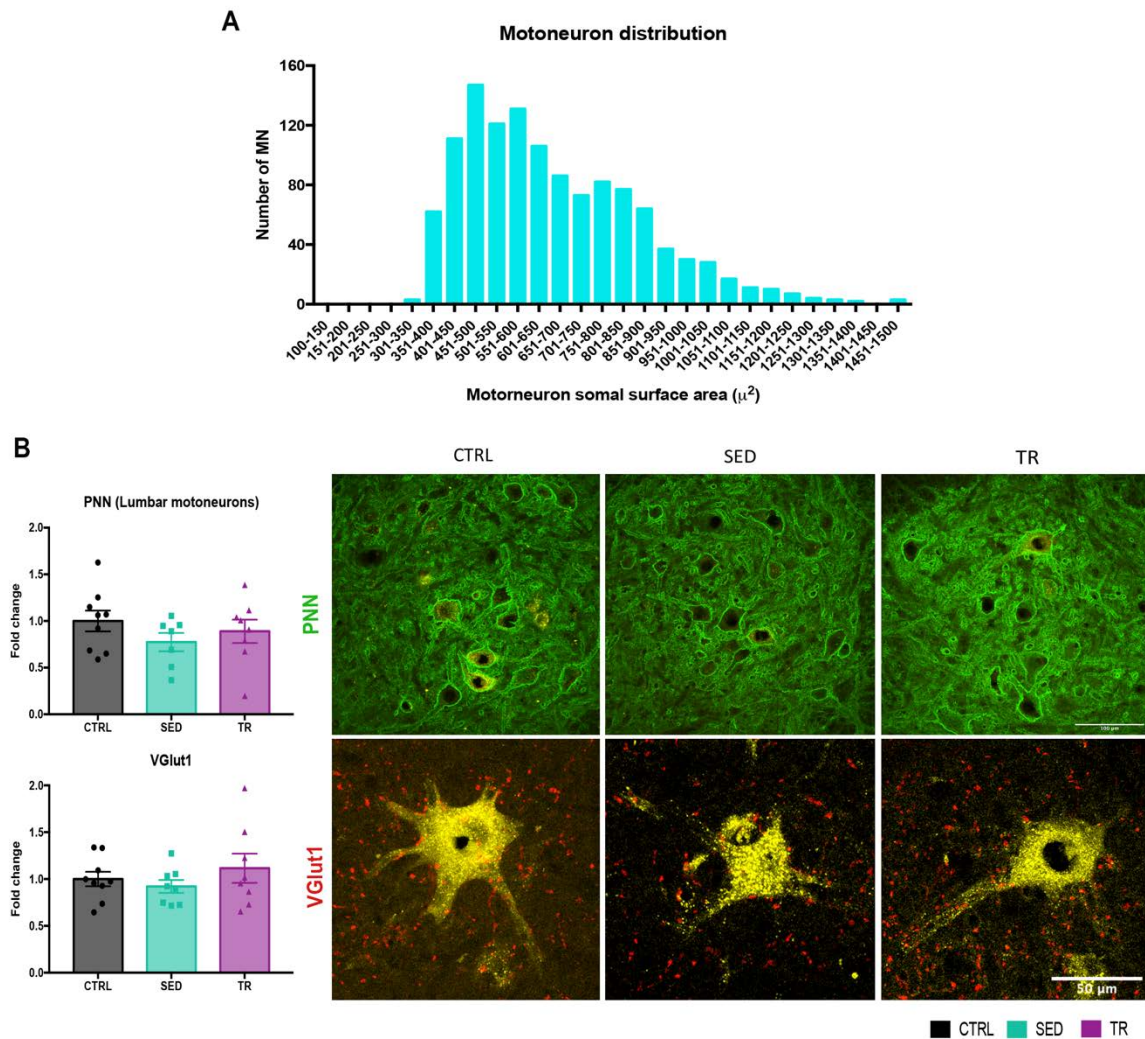 A
Motoneuron distribution
160
120
80
40
0
Number of MN
100-150
151-200
201-250
251-300
301-350
351-400
401-450
451-500
501-550
551-600
601-650
651-700
701-750
751-800
801-850
851-900
901-950
951-1000
1001-1050
1051-1100
1101-1150
1151-1200
1201-1250
1251-1300
1301-1350
1351-1400
1401-1450
1451-1500
Motorneuron somal surface area (μ²)
B
CTRL SED TR
PNN (Lumbar motoneurons)
2.0
1.5
1.0
0.5
0.0
Fold change
CTRL SED TR
PNN
100 μm
VGlut1
2.0
1.5
1.0
0.5
0.0
Fold change
CTRL SED TR
VGlut1
50 μm
CTRL SED TR